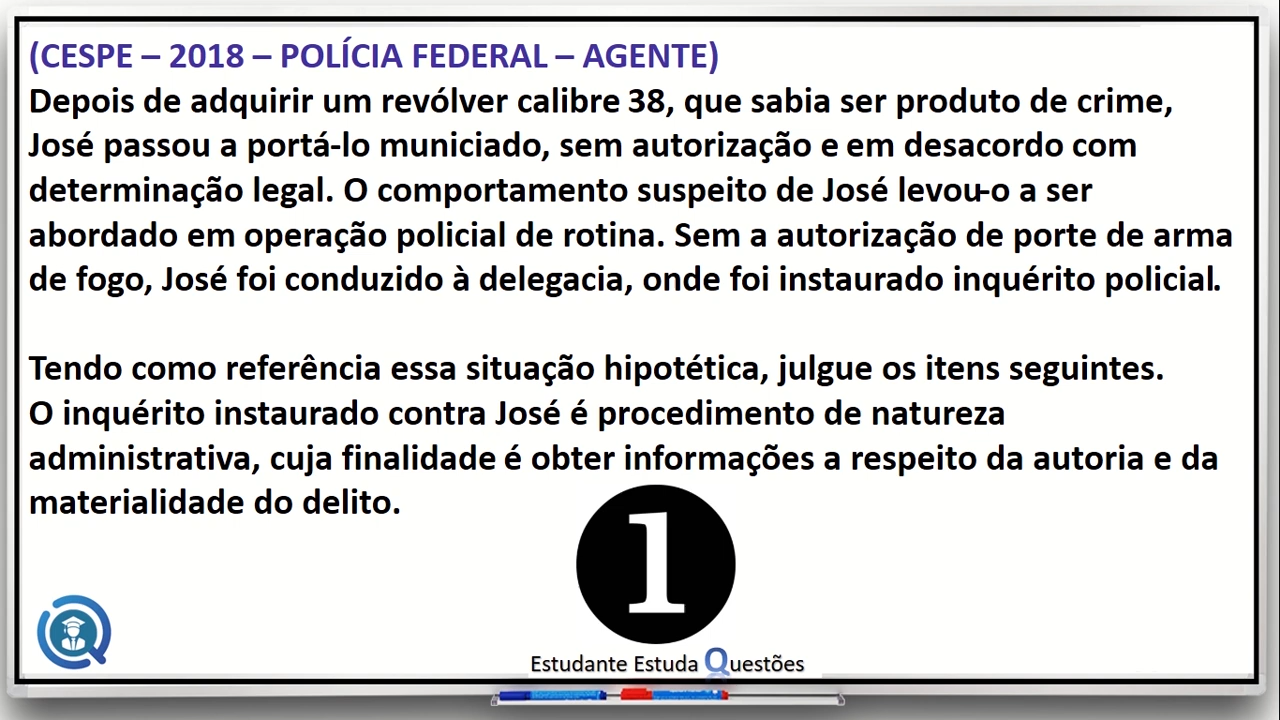 (CESPE – 2018 – POLÍCIA FEDERAL – AGENTE)
Depois de adquirir um revólver calibre 38, que sabia ser produto de crime,
José passou a portá-lo municiado, sem autorização e em desacordo com
determinação legal. O comportamento suspeito de José levou-o a ser
abordado em operação policial de rotina. Sem a autorização de porte de arma
de fogo, José foi conduzido à delegacia, onde foi instaurado inquérito policial.
Tendo como referência essa situação hipotética, julgue os itens seguintes.
O inquérito instaurado contra José é procedimento de natureza
administrativa, cuja finalidade é obter informações a respeito da autoria e da
materialidade do delito.
1
Estudante Estuda Questões